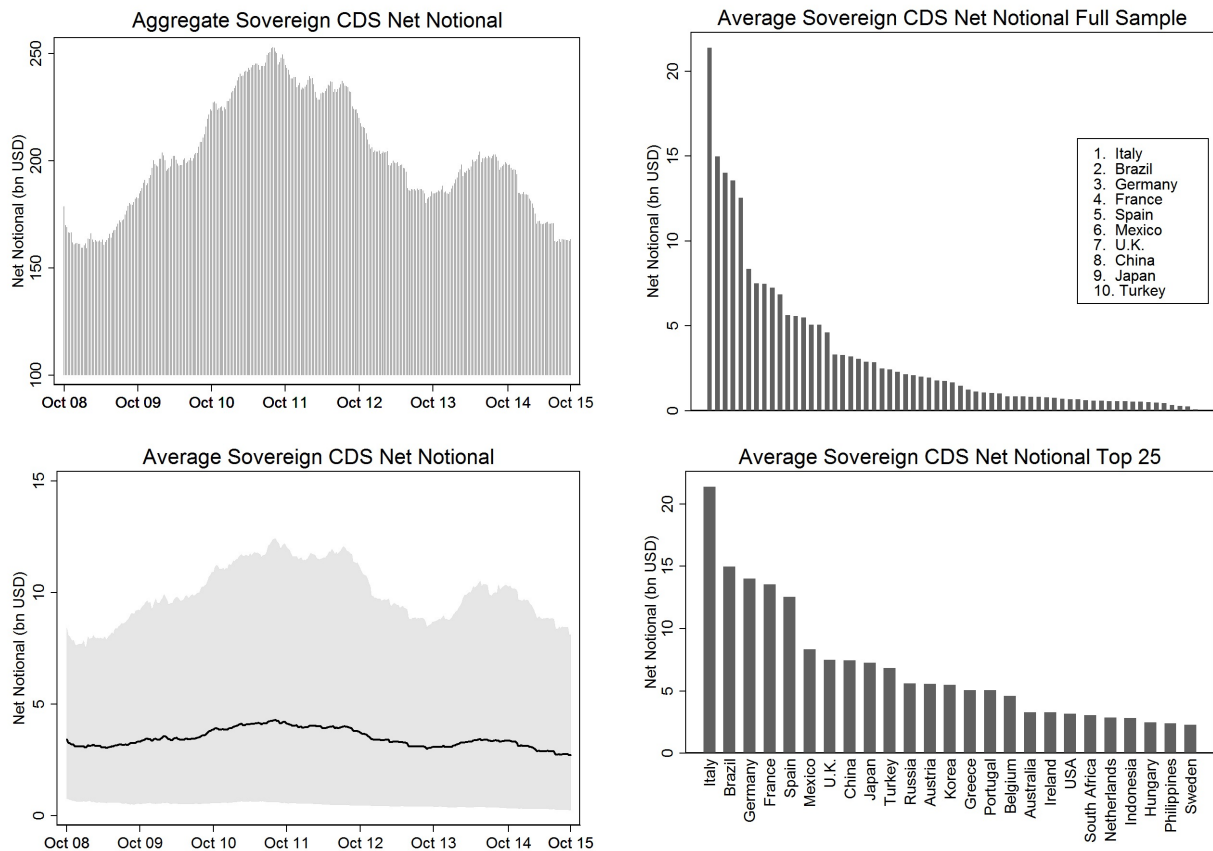 Aggregate Sovereign CDS Net Notional
Net Notional (bn USD)
250
200
150
100
Oct 08 Oct 09 Oct 10 Oct 11 Oct 12 Oct 13 Oct 14 Oct 15
Average Sovereign CDS Net Notional Full Sample
Net Notional (bn USD)
20
15
10
5
0
1. Italy
2. Brazil
3. Germany
4. France
5. Spain
6. Mexico
7. U.K.
8. China
9. Japan
10. Turkey
Average Sovereign CDS Net Notional
Net Notional (bn USD)
15
10
5
0
Oct 08 Oct 09 Oct 10 Oct 11 Oct 12 Oct 13 Oct 14 Oct 15
Average Sovereign CDS Net Notional Top 25
Net Notional (bn USD)
20
15
10
5
0
Italy
Brazil
Germany
France
Spain
Mexico
U.K.
China
Japan
Turkey
Russia
Austria
Korea
Greece
Portugal
Belgium
Australia
Ireland
USA
South Africa
Netherlands
Indonesia
Hungary
Philippines
Sweden